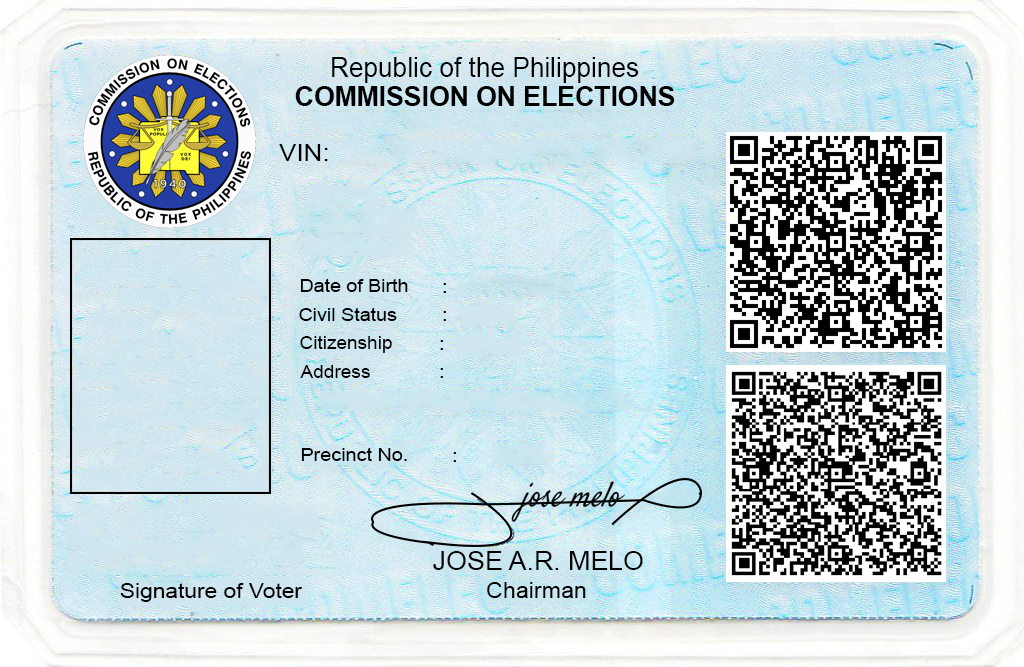 Republic of the Philippines
COMMISSION ON ELECTIONS
COMMISSION ON ELECTIONS
REPUBLIC OF THE PHILIPPINES
VOX POPULI
VOX DEI
1940
VIN:
Date of Birth :
Civil Status :
Citizenship :
Address :
Precinct No. :
jose melo
JOSE A.R. MELO
Chairman
Signature of Voter